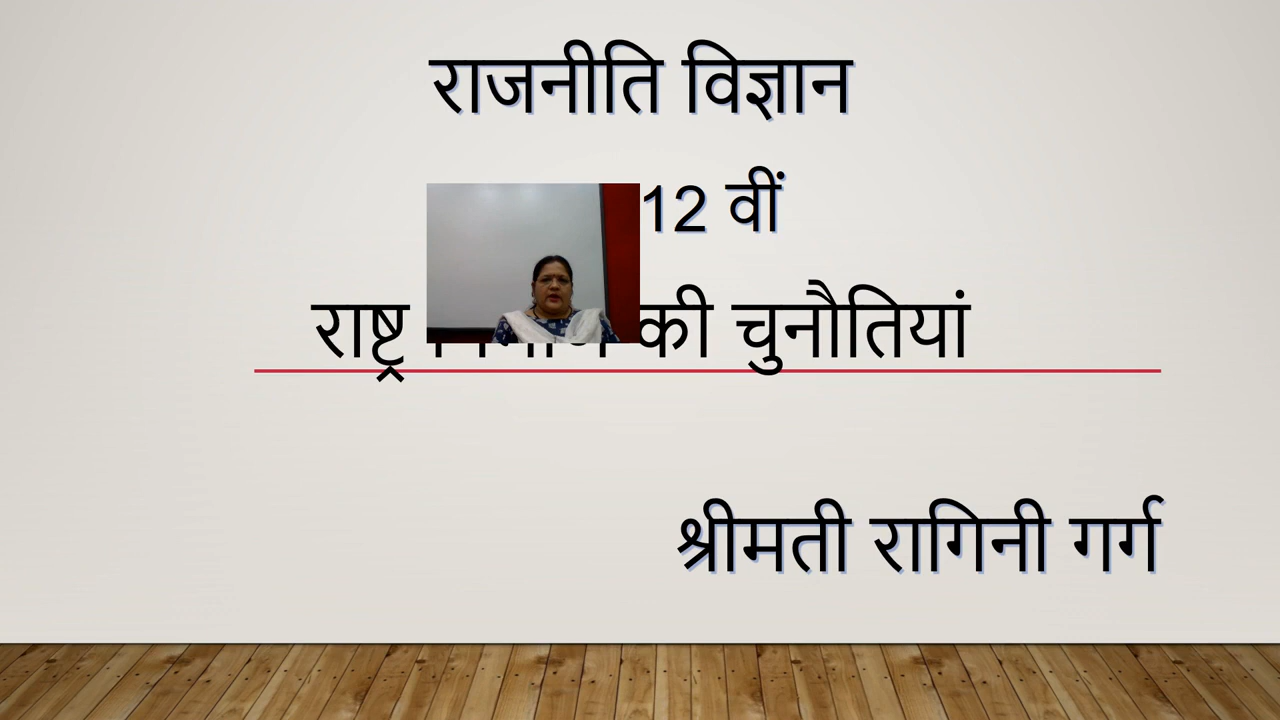 राजनीति विज्ञान
12 वीं
राष्ट्र की चुनौतियां
श्रीमती रागिनी गर्ग